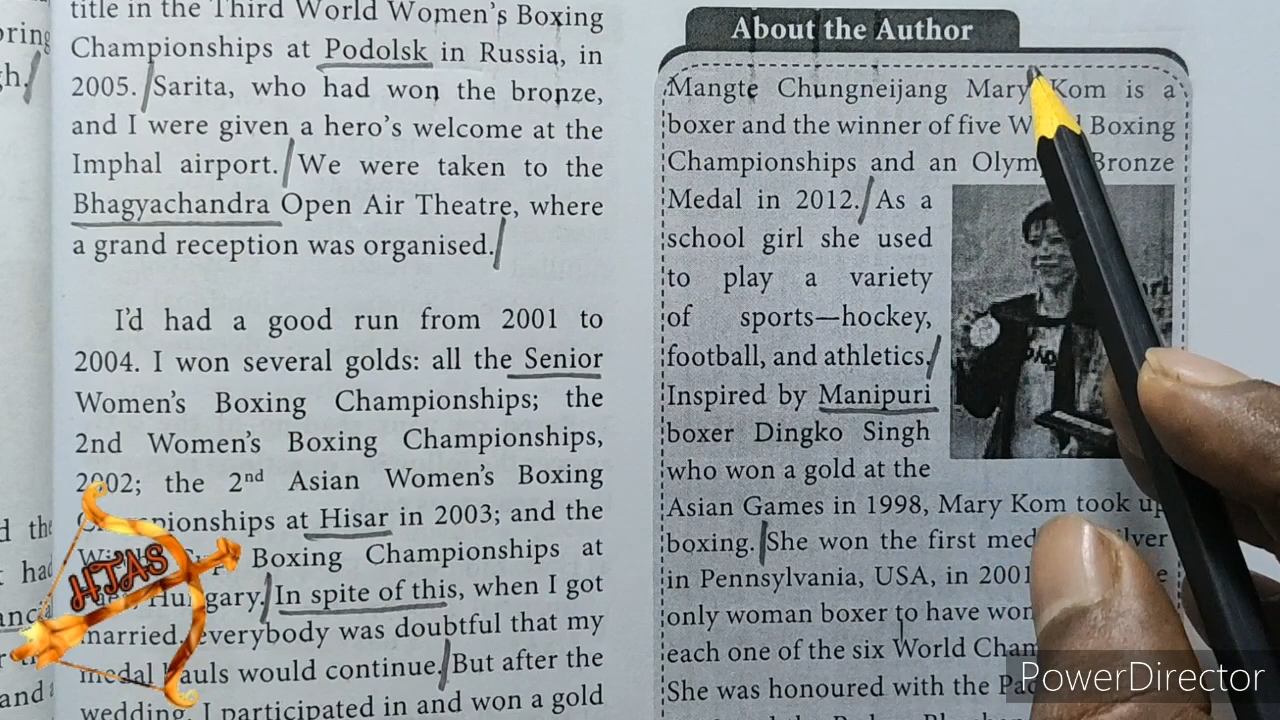 title in the Third World Women's Boxing
Championships at Podolsk in Russia, in
2005. Sarita, who had won the bronze,
and I were given a hero's welcome at the
Imphal airport. We were taken to the
Bhagyachandra Open Air Theatre, where
a grand reception was organised.
I'd had a good run from 2001 to
2004. I won several golds: all the Senior
Women's Boxing Championships; the
2nd Women's Boxing Championships,
2002; the 2nd Asian Women's Boxing
at Hisar in 2003; and the
Boxing Championships at
In spite of this, when I got
married, everybody was doubtful that my
medal hauls would continue. But after the
wedding, I participated in and won a gold
About the Author
Mangte Chungneijang Mary Kom is a
boxer and the winner of five Boxing
Championships and an Bronze
Medal in 2012. As a
school girl she used
to play a variety
of sports—hockey,
football, and athletics.
Inspired by Manipuri
boxer Dingko Singh
who won a gold at the
Asian Games in 1998, Mary Kom took up
boxing. She won the first
in Pennsylvania, USA, in 2001
only woman boxer to have
each one of the six World
She was honoured with the
HTAS
PowerDirector